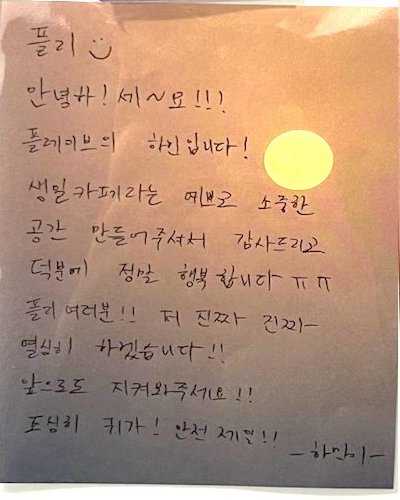 플리 :)
안녕하!세~요!!!
플레이브의 하민입니다!
생일카페라는 예쁘고 소중한
공간 만들어주셔서 감사드리고
덕분에 정말 행복합니다ㅠㅠ
플리 여러분!! 저 진짜 진짜
열심히 하겠습니다!!
앞으로도 지켜봐주세요!!
조심히 귀가! 안전 제일!!
-하민이-